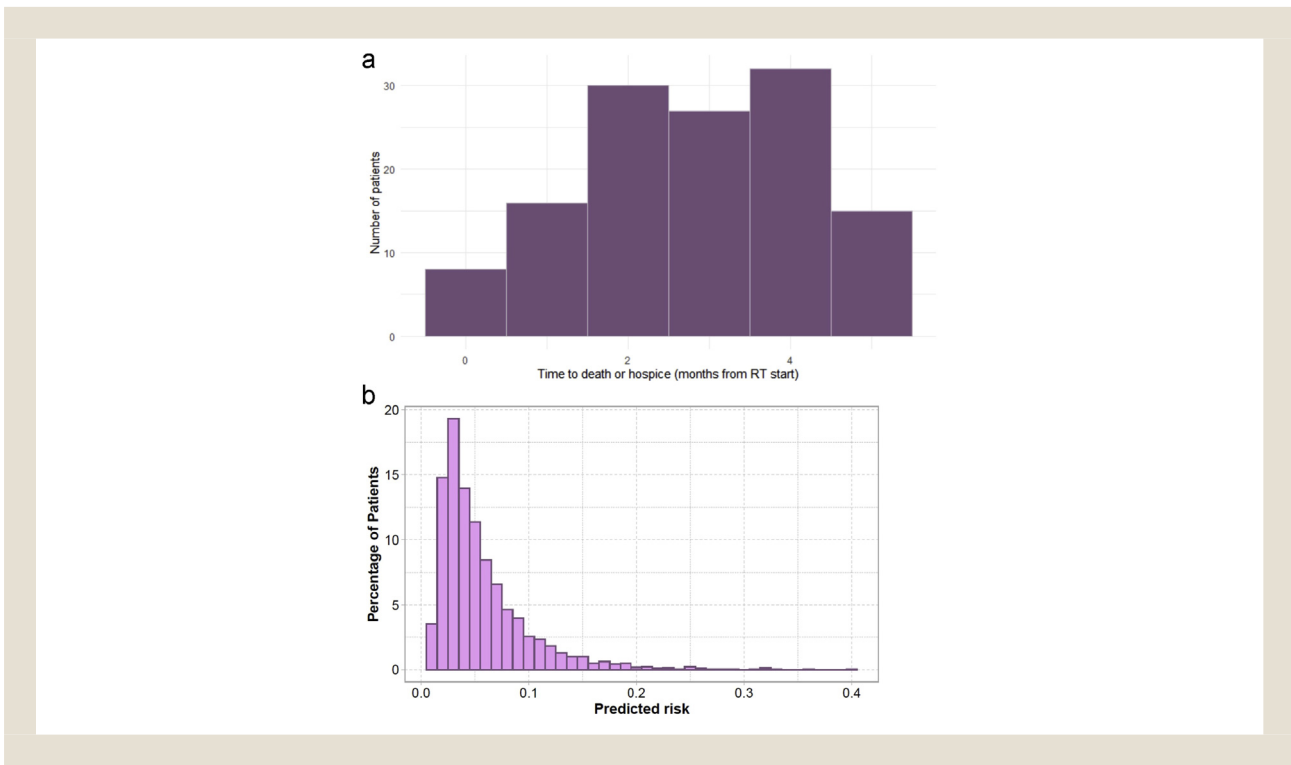 a
30
20
10
0
Number of patients
0 2 4
Time to death or hospice (months from RT start)
b
20
15
10
5
0
Percentage of Patients
0.0 0.1 0.2 0.3 0.4
Predicted risk